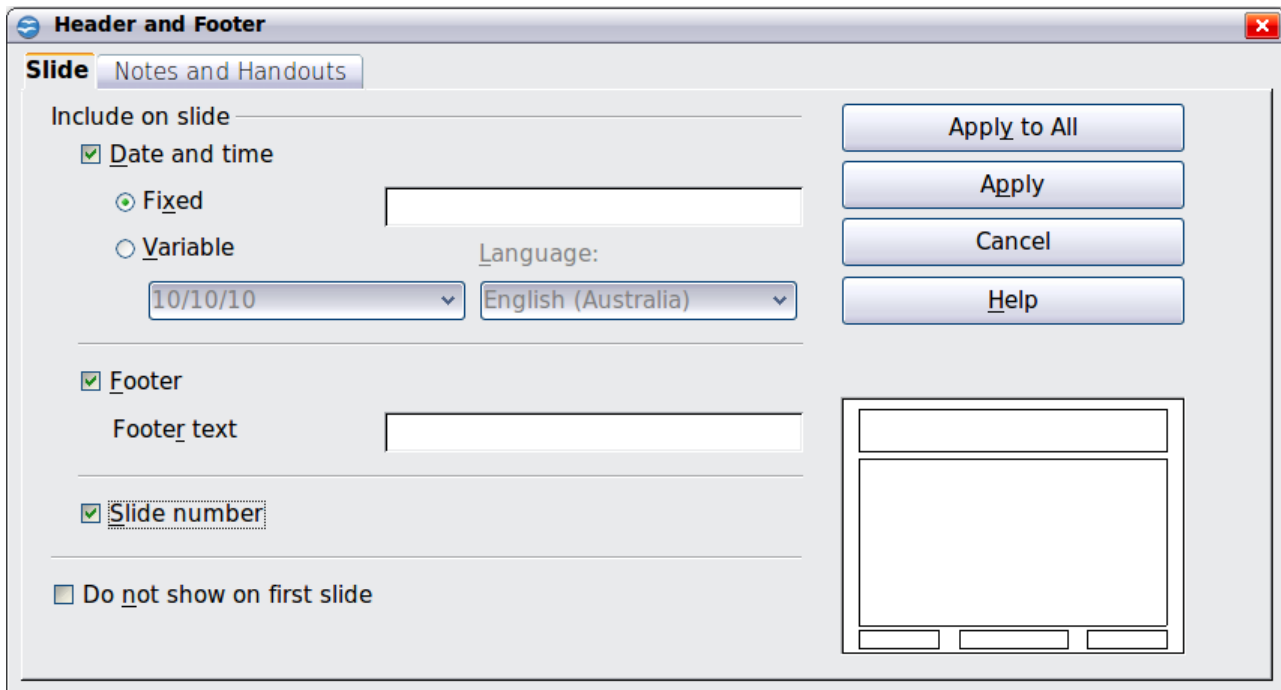 Header and Footer
Slide Notes and Handouts
Include on slide
Date and time
Fixed
Variable
Language:
10/10/10 English (Australia)
Footer
Footer text
Slide number
Do not show on first slide
Apply to All
Apply
Cancel
Help